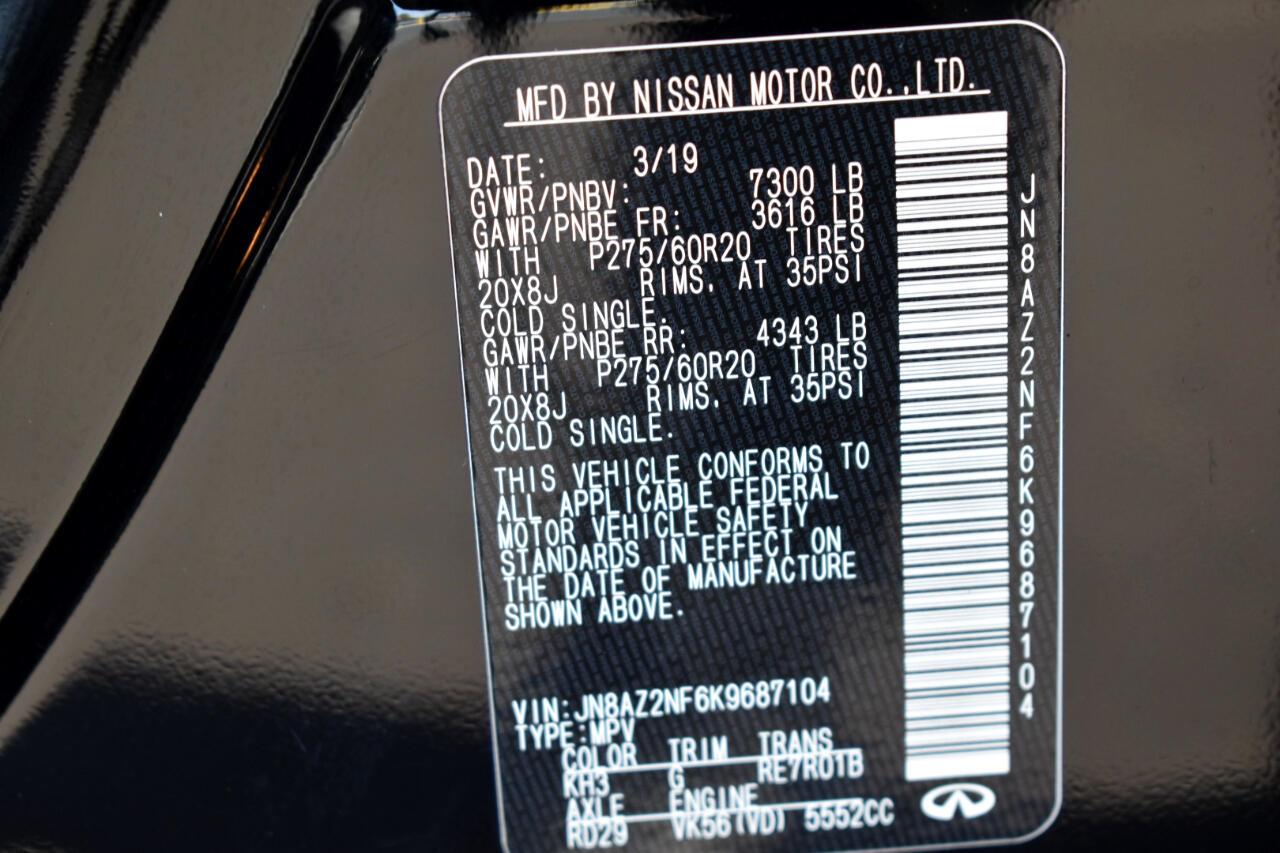 MFD BY NISSAN MOTOR CO.,LTD.
DATE: 3/19
GVWR/PNBV: 7300 LB
GAWR/PNBE FR: 3616 LB
WITH P275/60R20 TIRES
20X8J RIMS, AT 35PSI
COLD SINGLE.
GAWR/PNBE RR: 4343 LB
WITH P275/60R20 TIRES
20X8J RIMS, AT 35PSI
COLD SINGLE.
THIS VEHICLE CONFORMS TO
ALL APPLICABLE FEDERAL
MOTOR VEHICLE SAFETY
STANDARDS IN EFFECT ON
THE DATE OF MANUFACTURE
SHOWN ABOVE.
VIN:JN8AZ2NF6K9687104
TYPE:MPV
COLOR TRIM TRANS
KH3 G RE7R01B
AXLE ENGINE
RD29 VK56(VD) 5552CC
JN8AZ2NF6K9687104